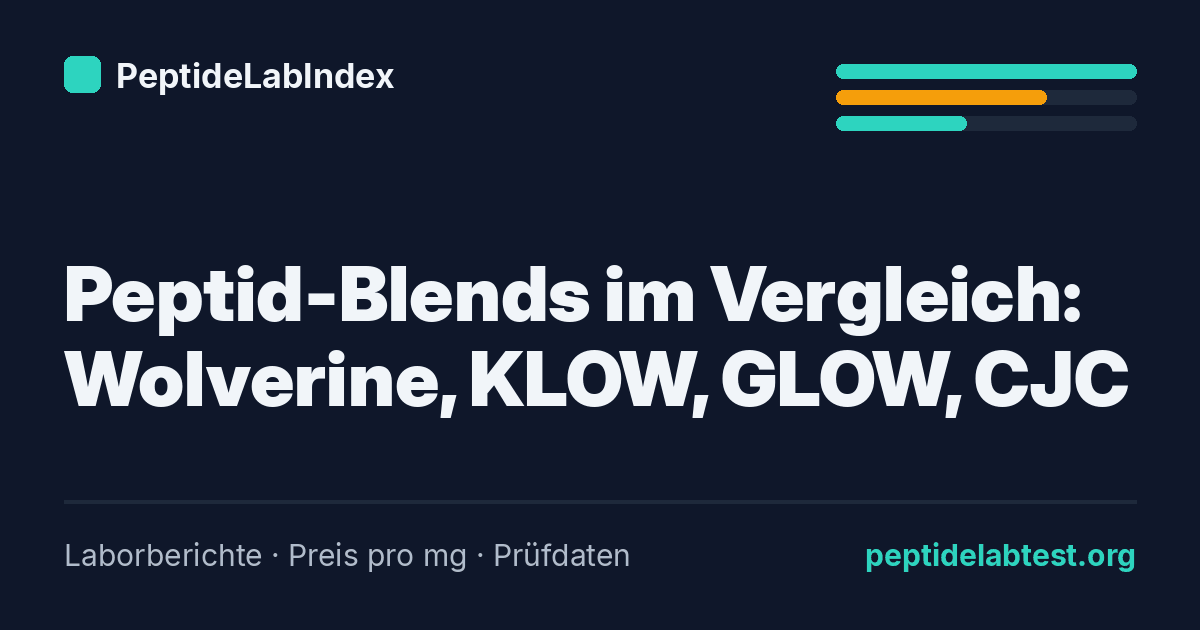 PeptideLabIndex
Peptid-Blends im Vergleich:
Wolverine, KLOW, GLOW, CJC
Laborberichte · Preis pro mg · Prüfdaten
peptidelabtest.org